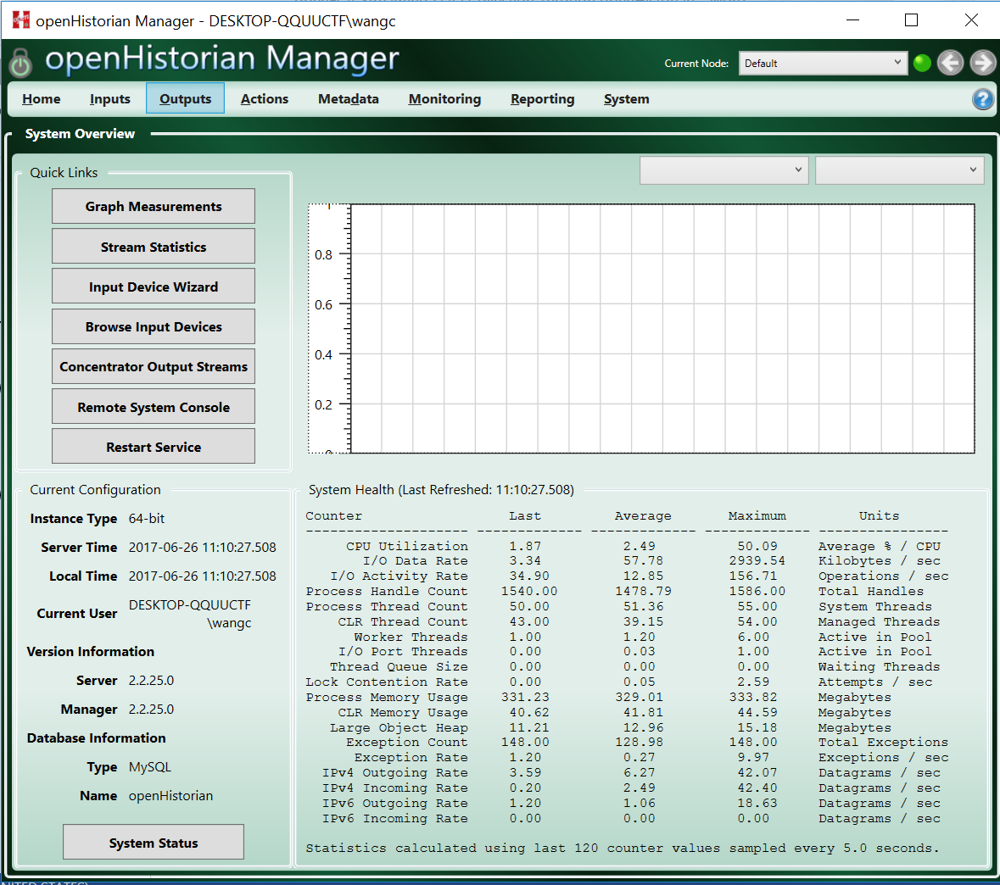 openHistorian Manager - DESKTOP-QQUUCTF\wangc
openHistorian Manager
Current Node: Default
Home Inputs Outputs Actions Metadata Monitoring Reporting System
System Overview
Quick Links
Graph Measurements
Stream Statistics
Input Device Wizard
Browse Input Devices
Concentrator Output Streams
Remote System Console
Restart Service
1
0.8
0.6
0.4
0.2
0
Current Configuration
Instance Type 64-bit
Server Time 2017-06-26 11:10:27.508
Local Time 2017-06-26 11:10:27.508
Current User DESKTOP-QQUUCTF
\wangc
Version Information
Server 2.2.25.0
Manager 2.2.25.0
Database Information
Type MySQL
Name openHistorian
System Status
System Health (Last Refreshed: 11:10:27.508)
Counter Last Average Maximum Units
-------------------- ------------- ------------- ------------- ----------------
CPU Utilization 1.87 2.49 50.09 Average % / CPU
I/O Data Rate 3.34 57.78 2939.54 Kilobytes / sec
I/O Activity Rate 34.90 12.85 156.71 Operations / sec
Process Handle Count 1540.00 1478.79 1586.00 Total Handles
Process Thread Count 50.00 51.36 55.00 System Threads
CLR Thread Count 43.00 39.15 54.00 Managed Threads
Worker Threads 1.00 1.20 6.00 Active in Pool
I/O Port Threads 0.00 0.03 1.00 Active in Pool
Thread Queue Size 0.00 0.00 0.00 Waiting Threads
Lock Contention Rate 0.00 0.05 2.59 Attempts / sec
Process Memory Usage 331.23 329.01 333.82 Megabytes
CLR Memory Usage 40.62 41.81 44.59 Megabytes
Large Object Heap 11.21 12.96 15.18 Megabytes
Exception Count 148.00 128.98 148.00 Total Exceptions
Exception Rate 1.20 0.27 9.97 Exceptions / sec
IPv4 Outgoing Rate 3.59 6.27 42.07 Datagrams / sec
IPv4 Incoming Rate 0.20 2.49 42.40 Datagrams / sec
IPv6 Outgoing Rate 1.20 1.06 18.63 Datagrams / sec
IPv6 Incoming Rate 0.00 0.00 0.00 Datagrams / sec
Statistics calculated using last 120 counter values sampled every 5.0 seconds.